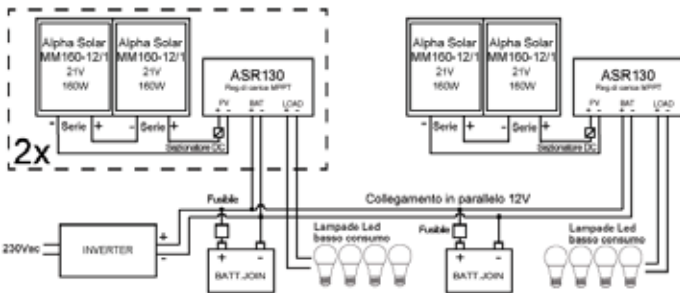 Alpha Solar
MM160-12/1
21V
160W
Alpha Solar
MM160-12/1
21V
160W
ASR130
Reg.di carica MPPT
PV BAT LOAD
+ - + - + -
- Serie + - Serie +
Sezionatore DC
2x
Alpha Solar
MM160-12/1
21V
160W
Alpha Solar
MM160-12/1
21V
160W
ASR130
Reg.di carica MPPT
PV BAT LOAD
+ - + - + -
- Serie + - Serie +
Sezionatore DC
Fusibile
Collegamento in parallelo 12V
230Vac
INVERTER
+
-
+ -
BATT.JOIN
Lampade Led
basso consumo
Fusibile
+ -
BATT.JOIN
Lampade Led
basso consumo